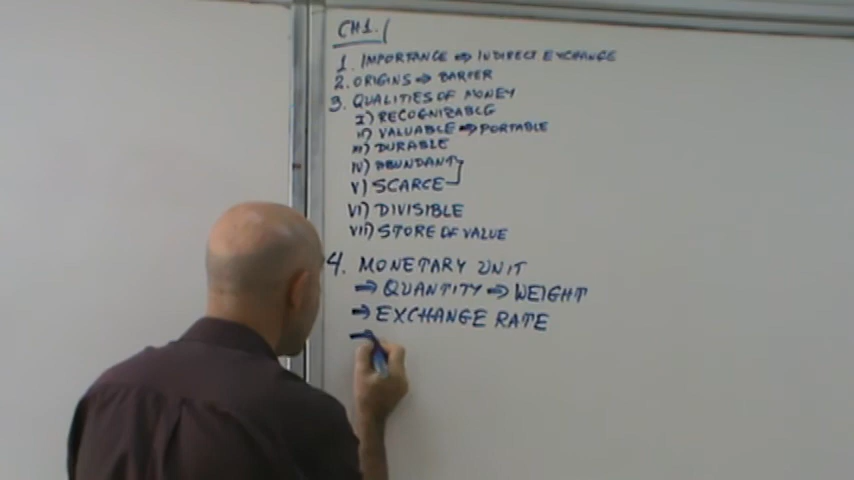 CH1.
1. IMPORTANCE ⇒ INDIRECT EXCHANGE
2. ORIGINS ⇒ BARTER
3. QUALITIES OF MONEY
I) RECOGNIZABLE
II) VALUABLE ⇒ PORTABLE
III) DURABLE
IV) ABUNDANT
V) SCARCE
VI) DIVISIBLE
VII) STORE OF VALUE
4. MONETARY UNIT
⇒ QUANTITY ⇒ WEIGHT
⇒ EXCHANGE RATE